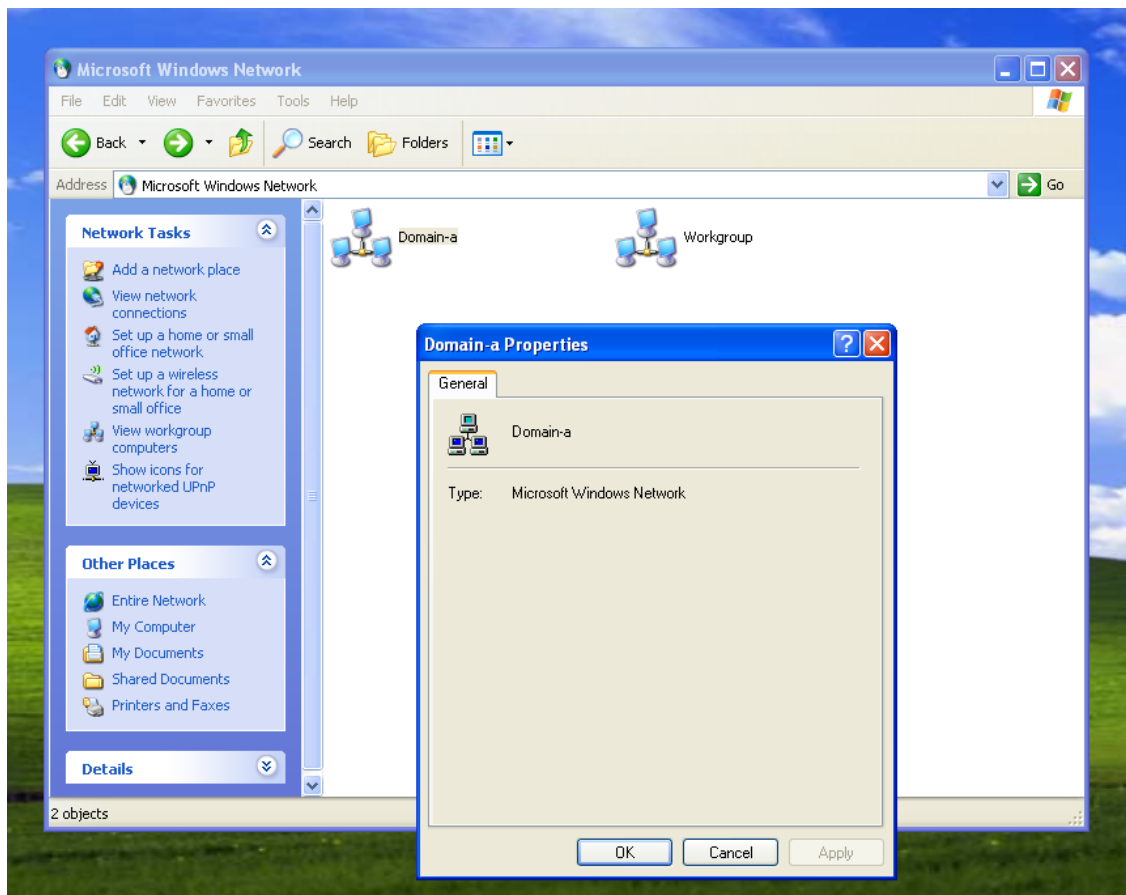 Microsoft Windows Network
File Edit View Favorites Tools Help
Back Search Folders
Address Microsoft Windows Network Go
Network Tasks
Add a network place
View network
connections
Set up a home or small
office network
Set up a wireless
network for a home or
small office
View workgroup
computers
Show icons for
networked UPnP
devices
Other Places
Entire Network
My Computer
My Documents
Shared Documents
Printers and Faxes
Details
Domain-a Workgroup
Domain-a Properties
General
Domain-a
Type: Microsoft Windows Network
OK Cancel Apply
2 objects